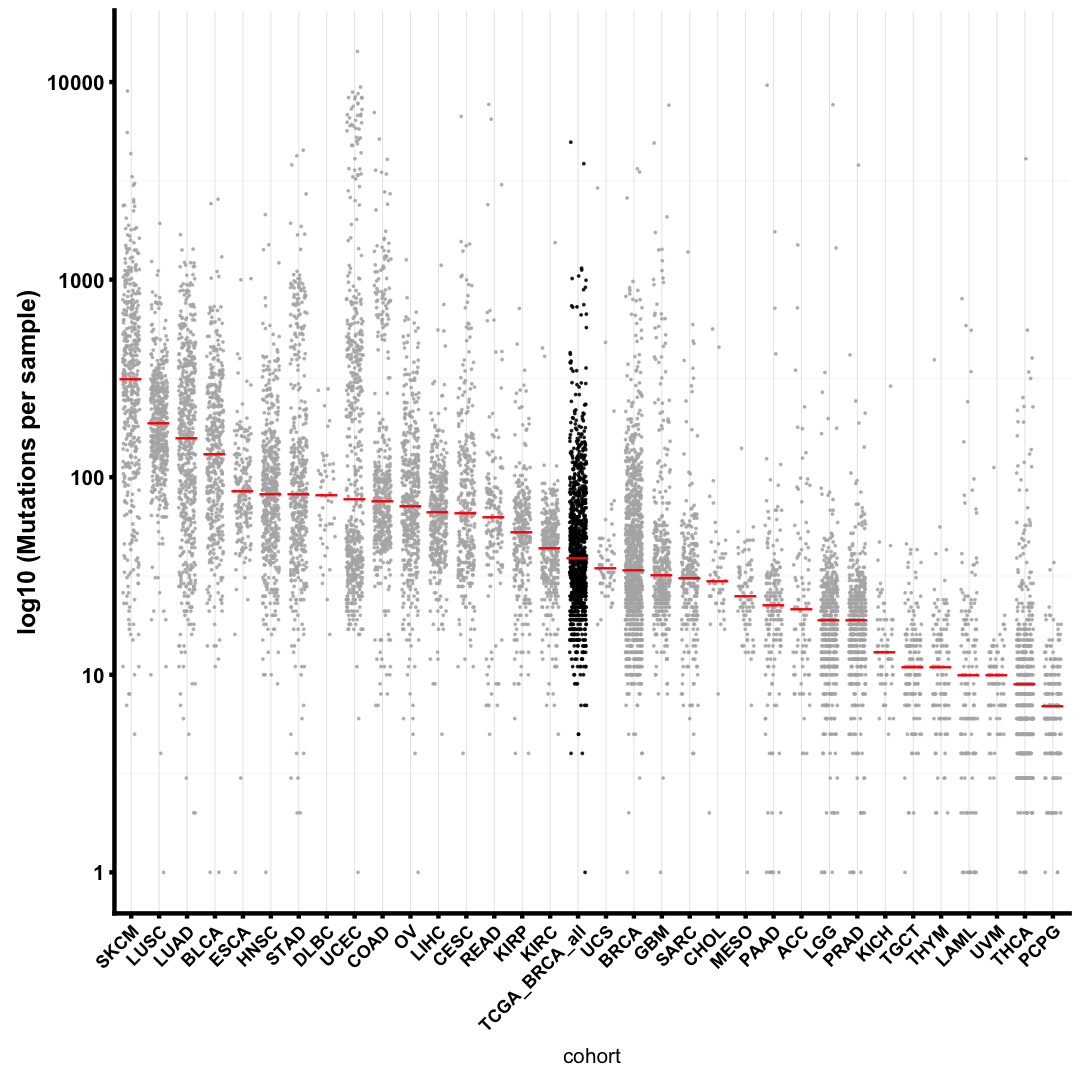 log10 (Mutations per sample)
10000
1000
100
10
1
SKCM
LUSC
LUAD
BLCA
ESCA
HNSC
STAD
DLBC
UCEC
COAD
OV
LIHC
CESC
READ
KIRP
KIRC
TCGA_BRCA_all
UCS
BRCA
GBM
SARC
CHOL
MESO
PAAD
ACC
LGG
PRAD
KICH
TGCT
THYM
LAML
UVM
THCA
PCPG
cohort